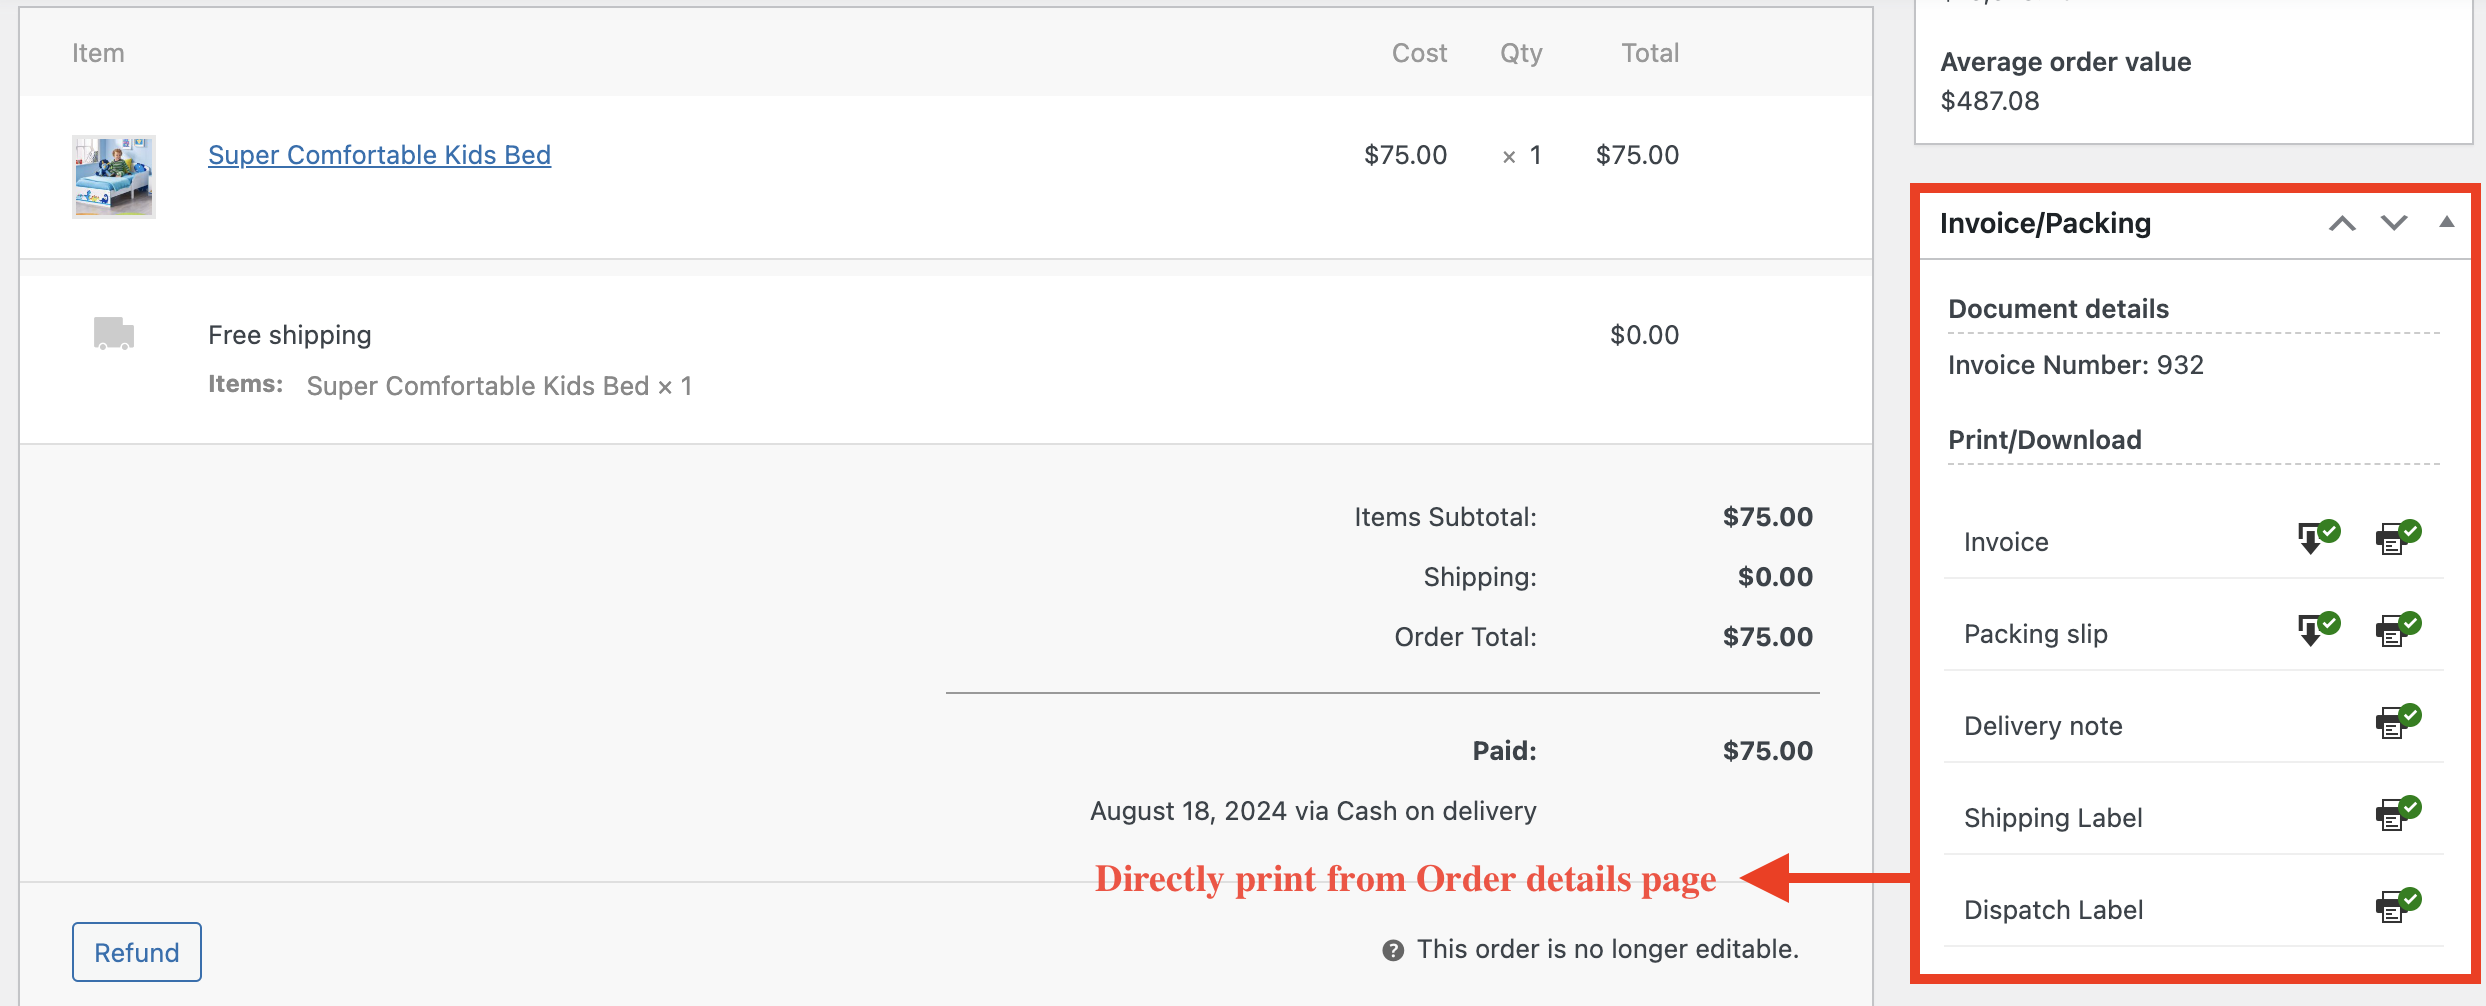 Item Cost Qty Total
Super Comfortable Kids Bed $75.00 × 1 $75.00
Free shipping $0.00
Items: Super Comfortable Kids Bed × 1
Items Subtotal: $75.00
Shipping: $0.00
Order Total: $75.00
Paid: $75.00
August 18, 2024 via Cash on delivery
Directly print from Order details page
Refund
This order is no longer editable.
Average order value
$487.08
Invoice/Packing
Document details
Invoice Number: 932
Print/Download
Invoice
Packing slip
Delivery note
Shipping Label
Dispatch Label